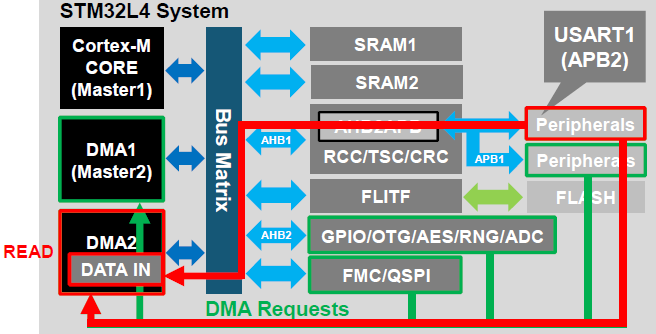 STM32L4 System
Cortex-M
CORE
(Master1)
DMA1
(Master2)
READ
DMA2
DATA IN
Bus Matrix
SRAM1
SRAM2
AHB2APB
AHB1
RCC/TSC/CRC
APB1
FLITF
AHB2
GPIO/OTG/AES/RNG/ADC
FMC/QSPI
DMA Requests
USART1
(APB2)
Peripherals
Peripherals
FLASH